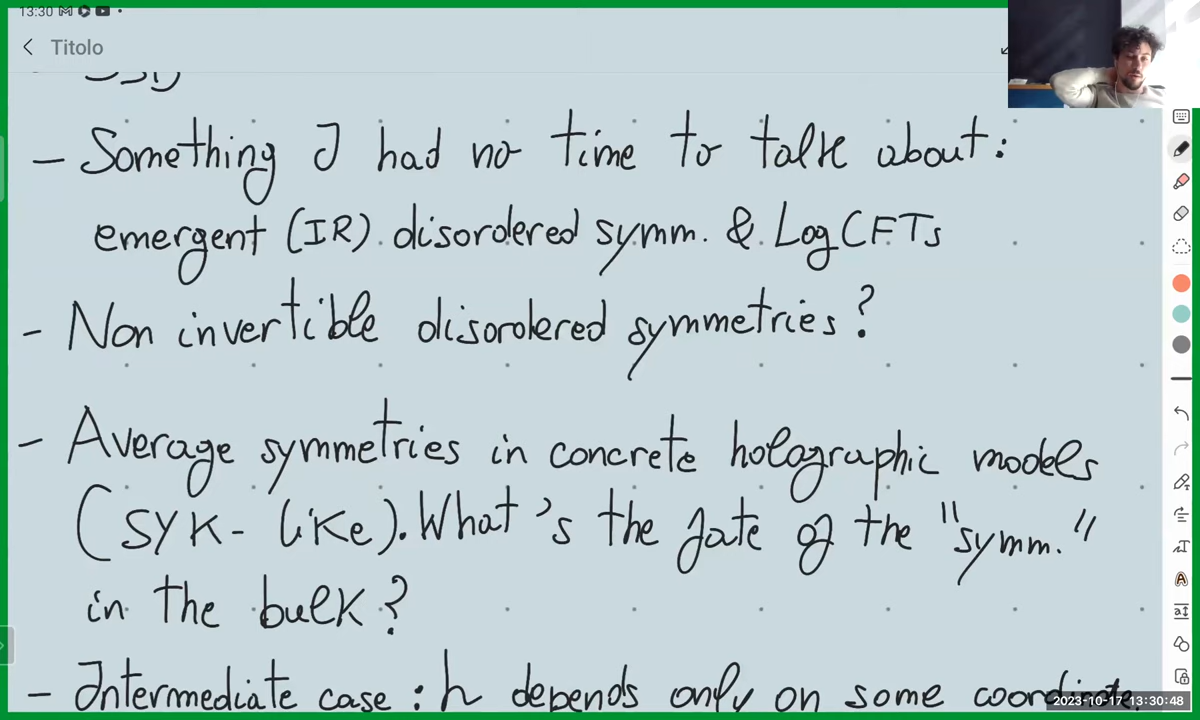 13:30
Titolo
- Something I had no time to talk about:
emergent (IR) disordered symm. & Log CFTs
- Non invertible disordered symmetries?
- Average symmetries in concrete holographic models
(SYK-like). What's the fate of the "symm."
in the bulk?
- Intermediate case: h depends only on some coordinate
2023-10-17 13:30:48